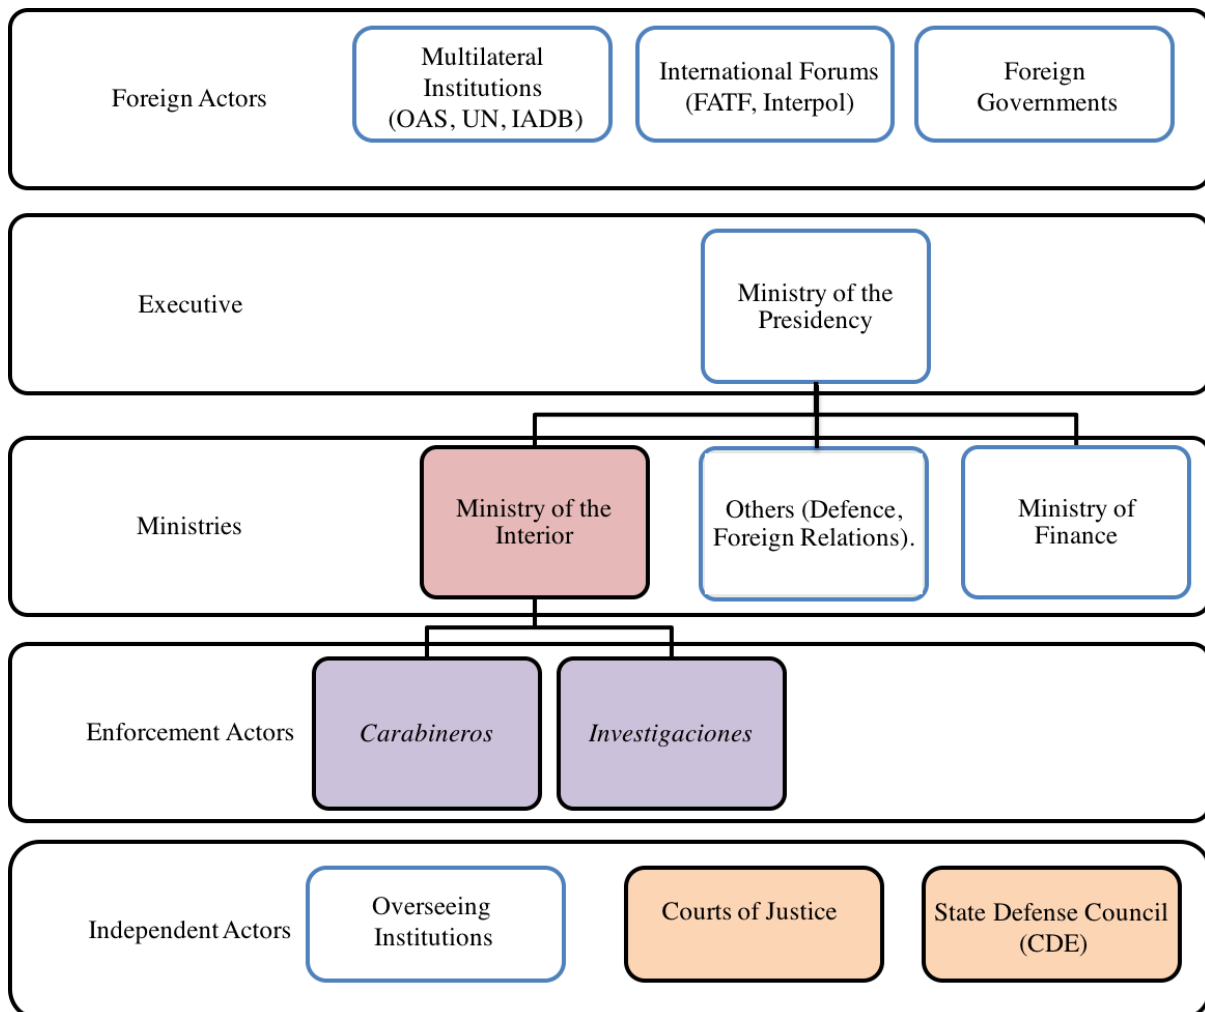 Foreign Actors
Multilateral
Institutions
(OAS, UN, IADB)
International Forums
(FATF, Interpol)
Foreign
Governments
Executive
Ministry of the
Presidency
Ministries
Ministry of the
Interior
Others (Defence,
Foreign Relations).
Ministry of
Finance
Enforcement Actors
Carabineros
Investigaciones
Independent Actors
Overseeing
Institutions
Courts of Justice
State Defense Council
(CDE)